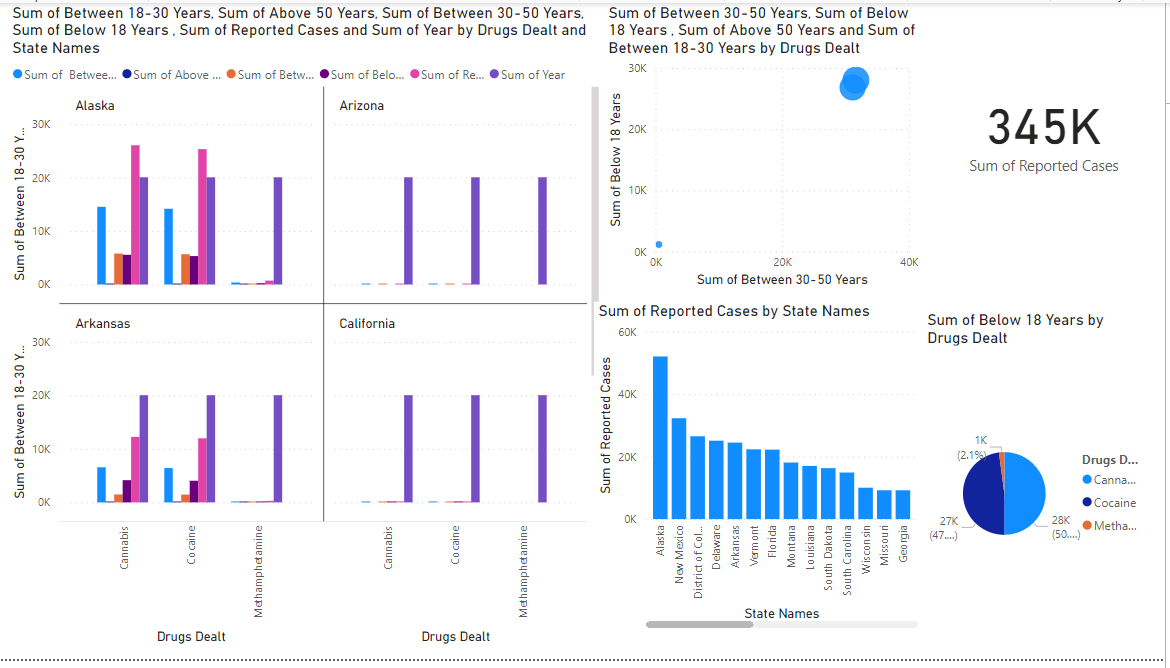 Sum of Between 18-30 Years, Sum of Above 50 Years, Sum of Between 30-50 Years,
Sum of Below 18 Years , Sum of Reported Cases and Sum of Year by Drugs Dealt and
State Names
Sum of Betwee... Sum of Above ... Sum of Betw... Sum of Belo... Sum of Re... Sum of Year
Alaska
Arizona
Sum of Between 18-30 Y...
30K
20K
10K
0K
Arkansas
California
Sum of Between 18-30 Y...
30K
20K
10K
0K
Cannabis
Cocaine
Methamphetamine
Cannabis
Cocaine
Methamphetamine
Drugs Dealt
Drugs Dealt
Sum of Between 30-50 Years, Sum of Below
18 Years , Sum of Above 50 Years and Sum of
Between 18-30 Years by Drugs Dealt
Sum of Below 18 Years
30K
20K
10K
0K
0K
20K
40K
Sum of Between 30-50 Years
345K
Sum of Reported Cases
Sum of Reported Cases by State Names
Sum of Reported Cases
60K
40K
20K
0K
Alaska
New Mexico
District of Col...
Delaware
Arkansas
Vermont
Florida
Montana
Louisiana
South Dakota
South Carolina
Wisconsin
Missouri
Georgia
State Names
Sum of Below 18 Years by
Drugs Dealt
1K
(2.1%)
27K
(47....)
28K
(50....)
Drugs D...
Canna...
Cocaine
Metha...